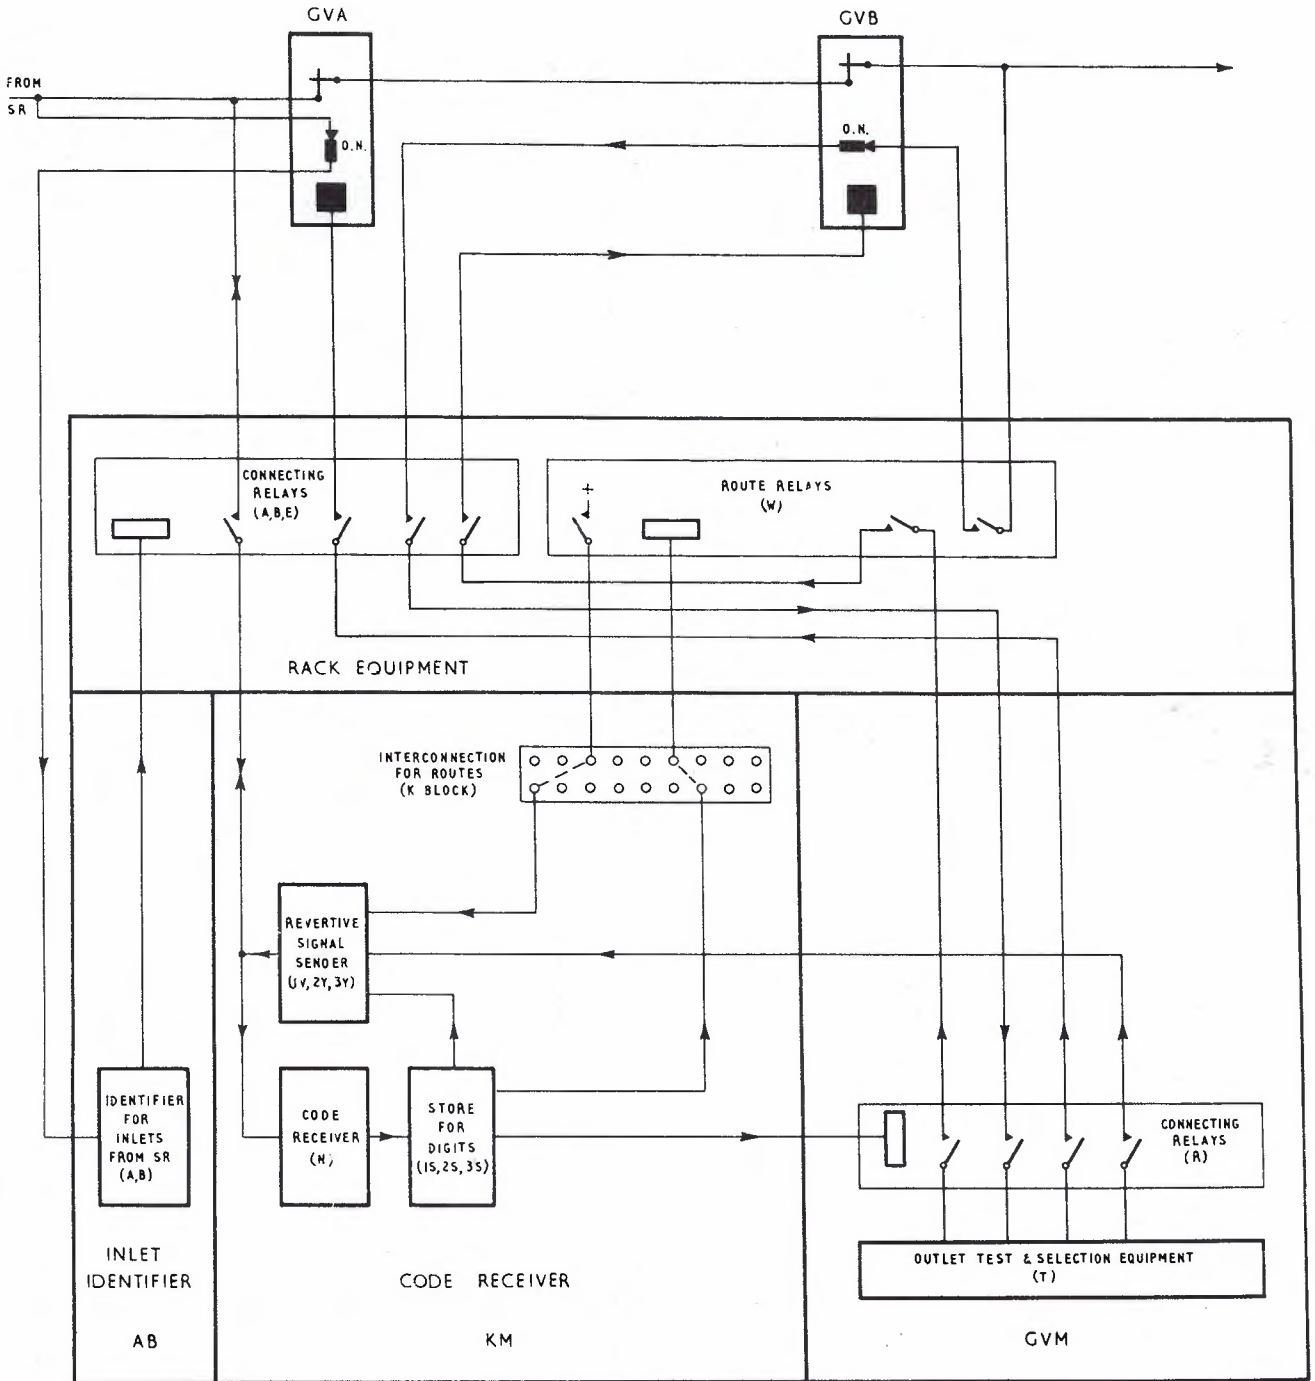 GVA
GVB
FROM
SR
O.N.
O.N.
CONNECTING
RELAYS
(A,B,E)
+
ROUTE RELAYS
(W)
RACK EQUIPMENT
INTERCONNECTION
FOR ROUTES
(K BLOCK)
REVERTIVE
SIGNAL
SENDER
(1V, 2Y, 3Y)
IDENTIFIER
FOR
INLETS
FROM SR
(A,B)
CODE
RECEIVER
(N)
STORE
FOR
DIGITS
(1S, 2S, 3S)
CONNECTING
RELAYS
(R)
OUTLET TEST & SELECTION EQUIPMENT
(T)
INLET
IDENTIFIER
CODE RECEIVER
AB
KM
GVM